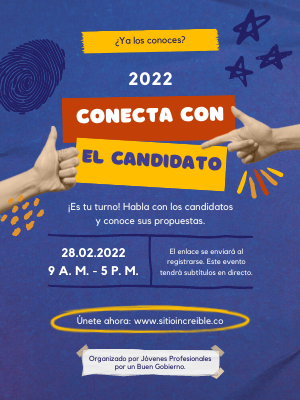 ¿Ya los conoces?
2022
CONECTA CON
EL CANDIDATO
¡Es tu turno! Habla con los candidatos
y conoce sus propuestas.
28.02.2022
9 A. M. - 5 P. M.
El enlace se enviará al
registrarse. Este evento
tendrá subtítulos en directo.
Únete ahora: www.sitioincreible.co
Organizado por Jóvenes Profesionales
por un Buen Gobierno.